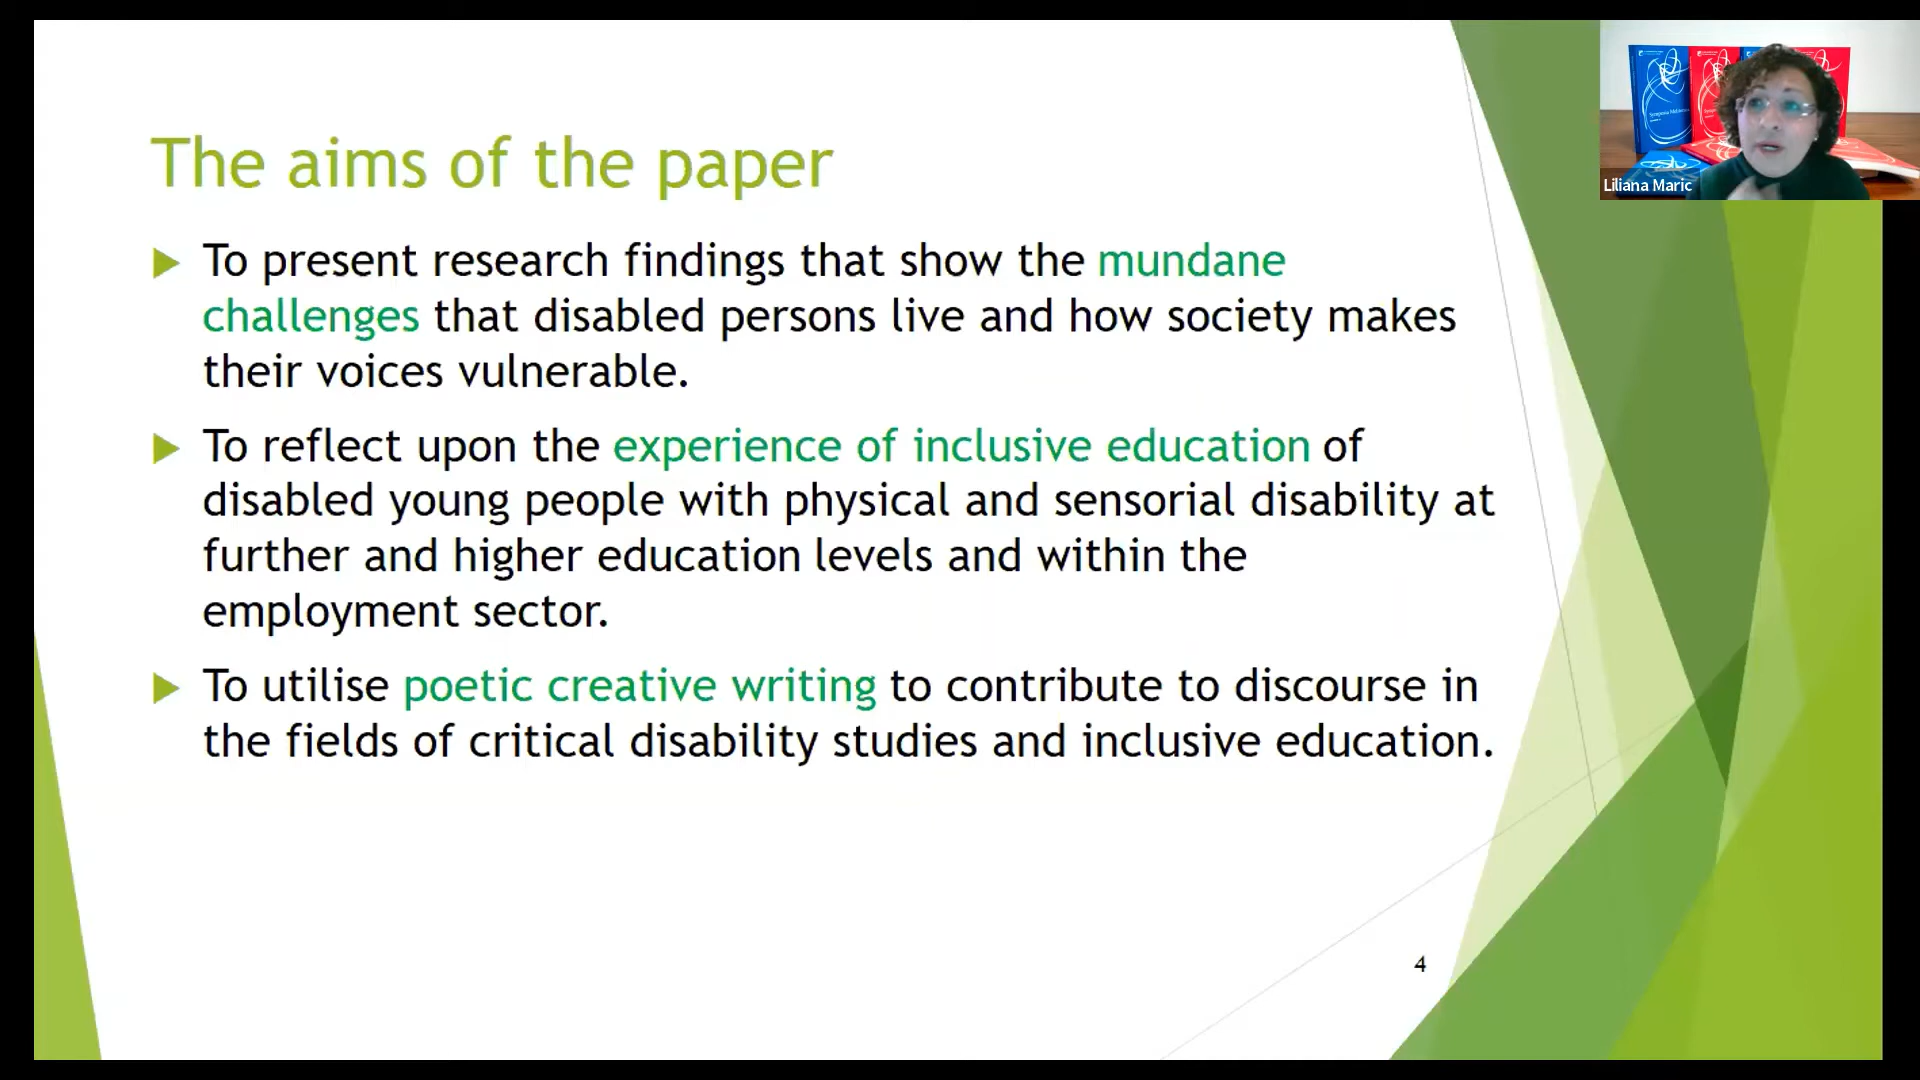 The aims of the paper
To present research findings that show the mundane
challenges that disabled persons live and how society makes
their voices vulnerable.
To reflect upon the experience of inclusive education of
disabled young people with physical and sensorial disability at
further and higher education levels and within the
employment sector.
To utilise poetic creative writing to contribute to discourse in
the fields of critical disability studies and inclusive education.
4
Liliana Maric